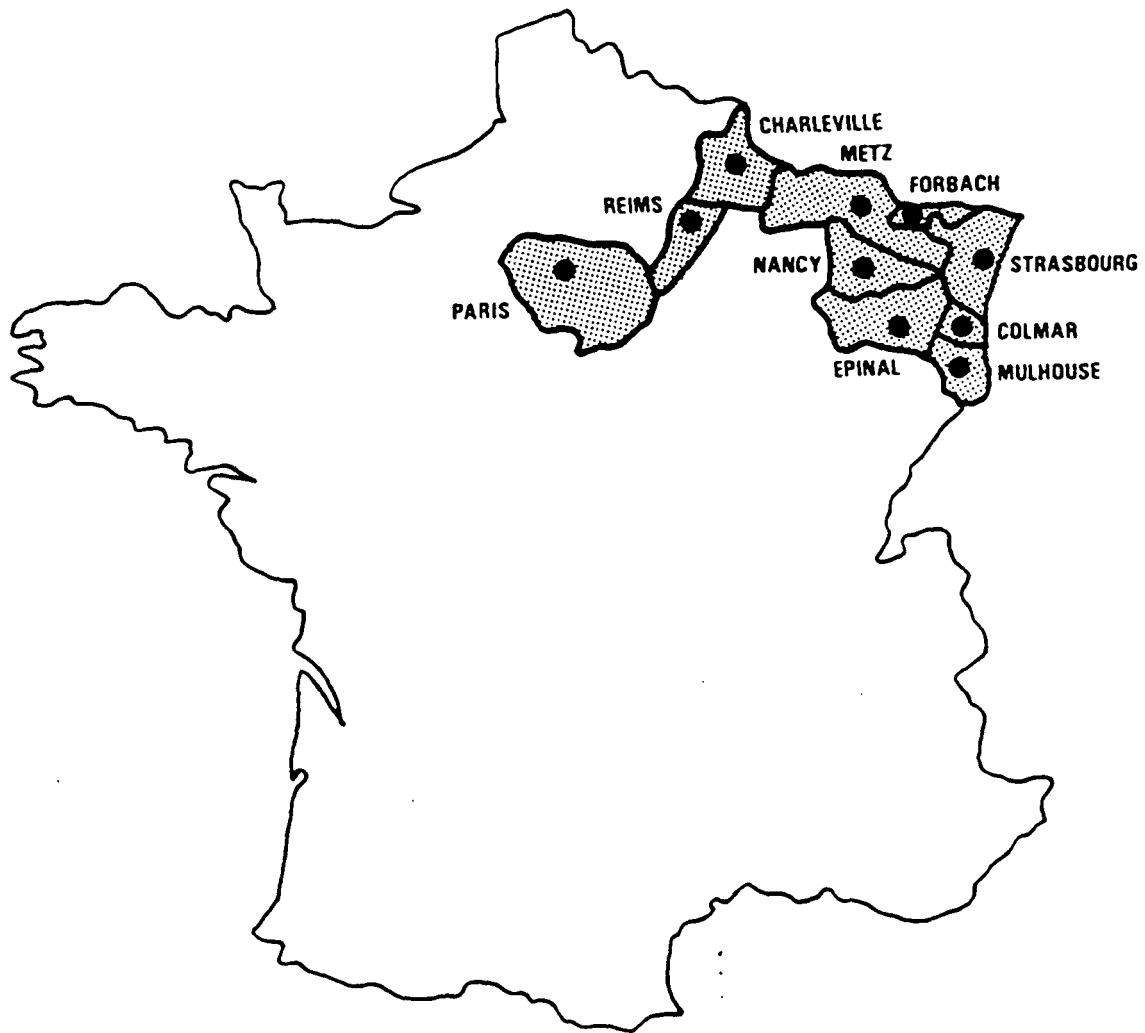 CHARLEVILLE
METZ
FORBACH
REIMS
NANCY
STRASBOURG
PARIS
COLMAR
EPINAL
MULHOUSE